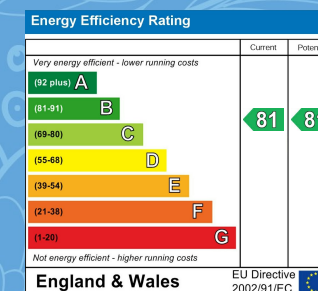 Energy Efficiency Rating
Current
Very energy efficient - lower running costs
(92 plus) A
(81-91) B
81
(69-80) C
(55-68) D
(39-54) E
(21-38) F
(1-20) G
Not energy efficient - higher running costs
England & Wales
EU Directive
2002/91/EC